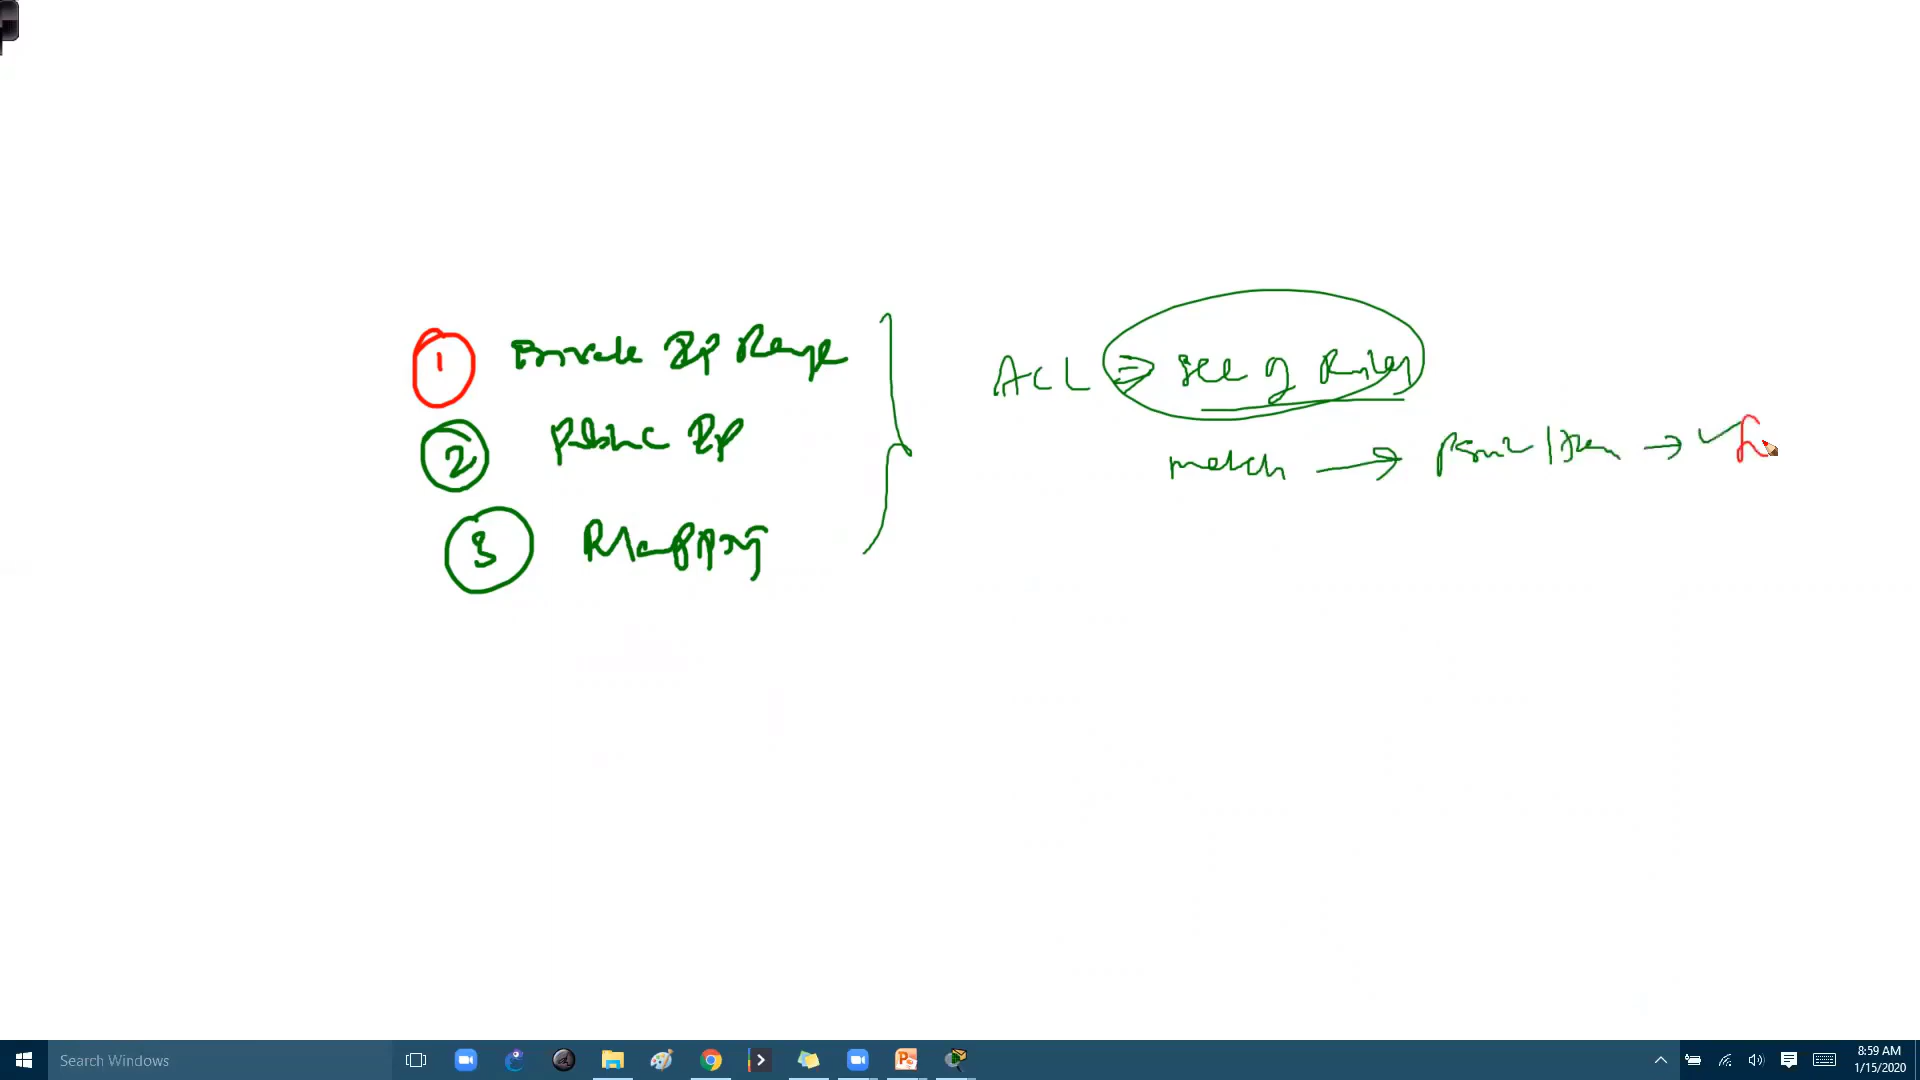 1 Private IP Range
2 Public IP
3 Mapping
ACL => set of Rules
match → permit/deny →
Search Windows
8:59 AM
1/15/2020